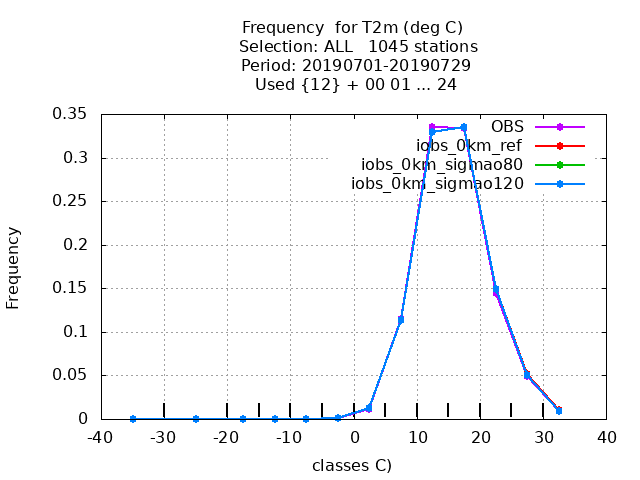 Frequency  for T2m (deg C)
Selection: ALL   1045 stations
Period: 20190701-20190729
Used {12} + 00 01 ... 24
0.35
0.3
0.25
0.2
0.15
0.1
0.05
0
Frequency
OBS
iobs_0km_ref
iobs_0km_sigmao80
iobs_0km_sigmao120
-40 -30 -20 -10 0 10 20 30 40
classes C)